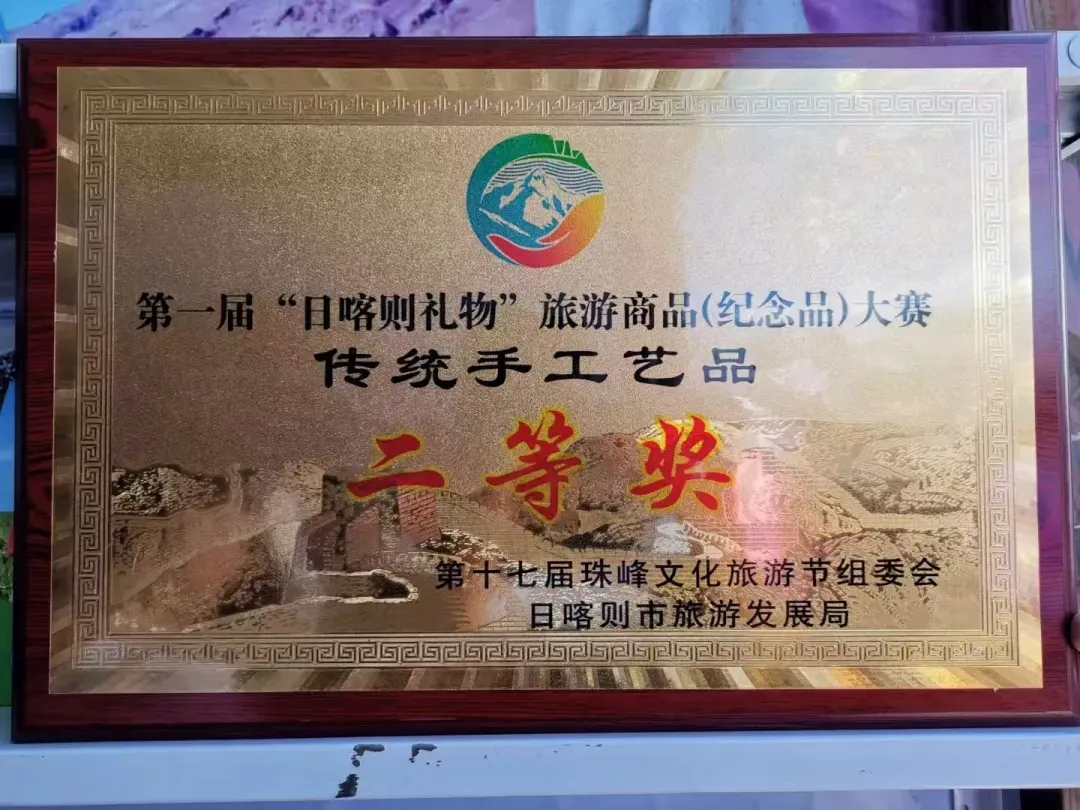 第一届“日喀则礼物”旅游商品(纪念品)大赛
传统手工艺品
二等奖
第十七届珠峰文化旅游节组委会
日喀则市旅游发展局